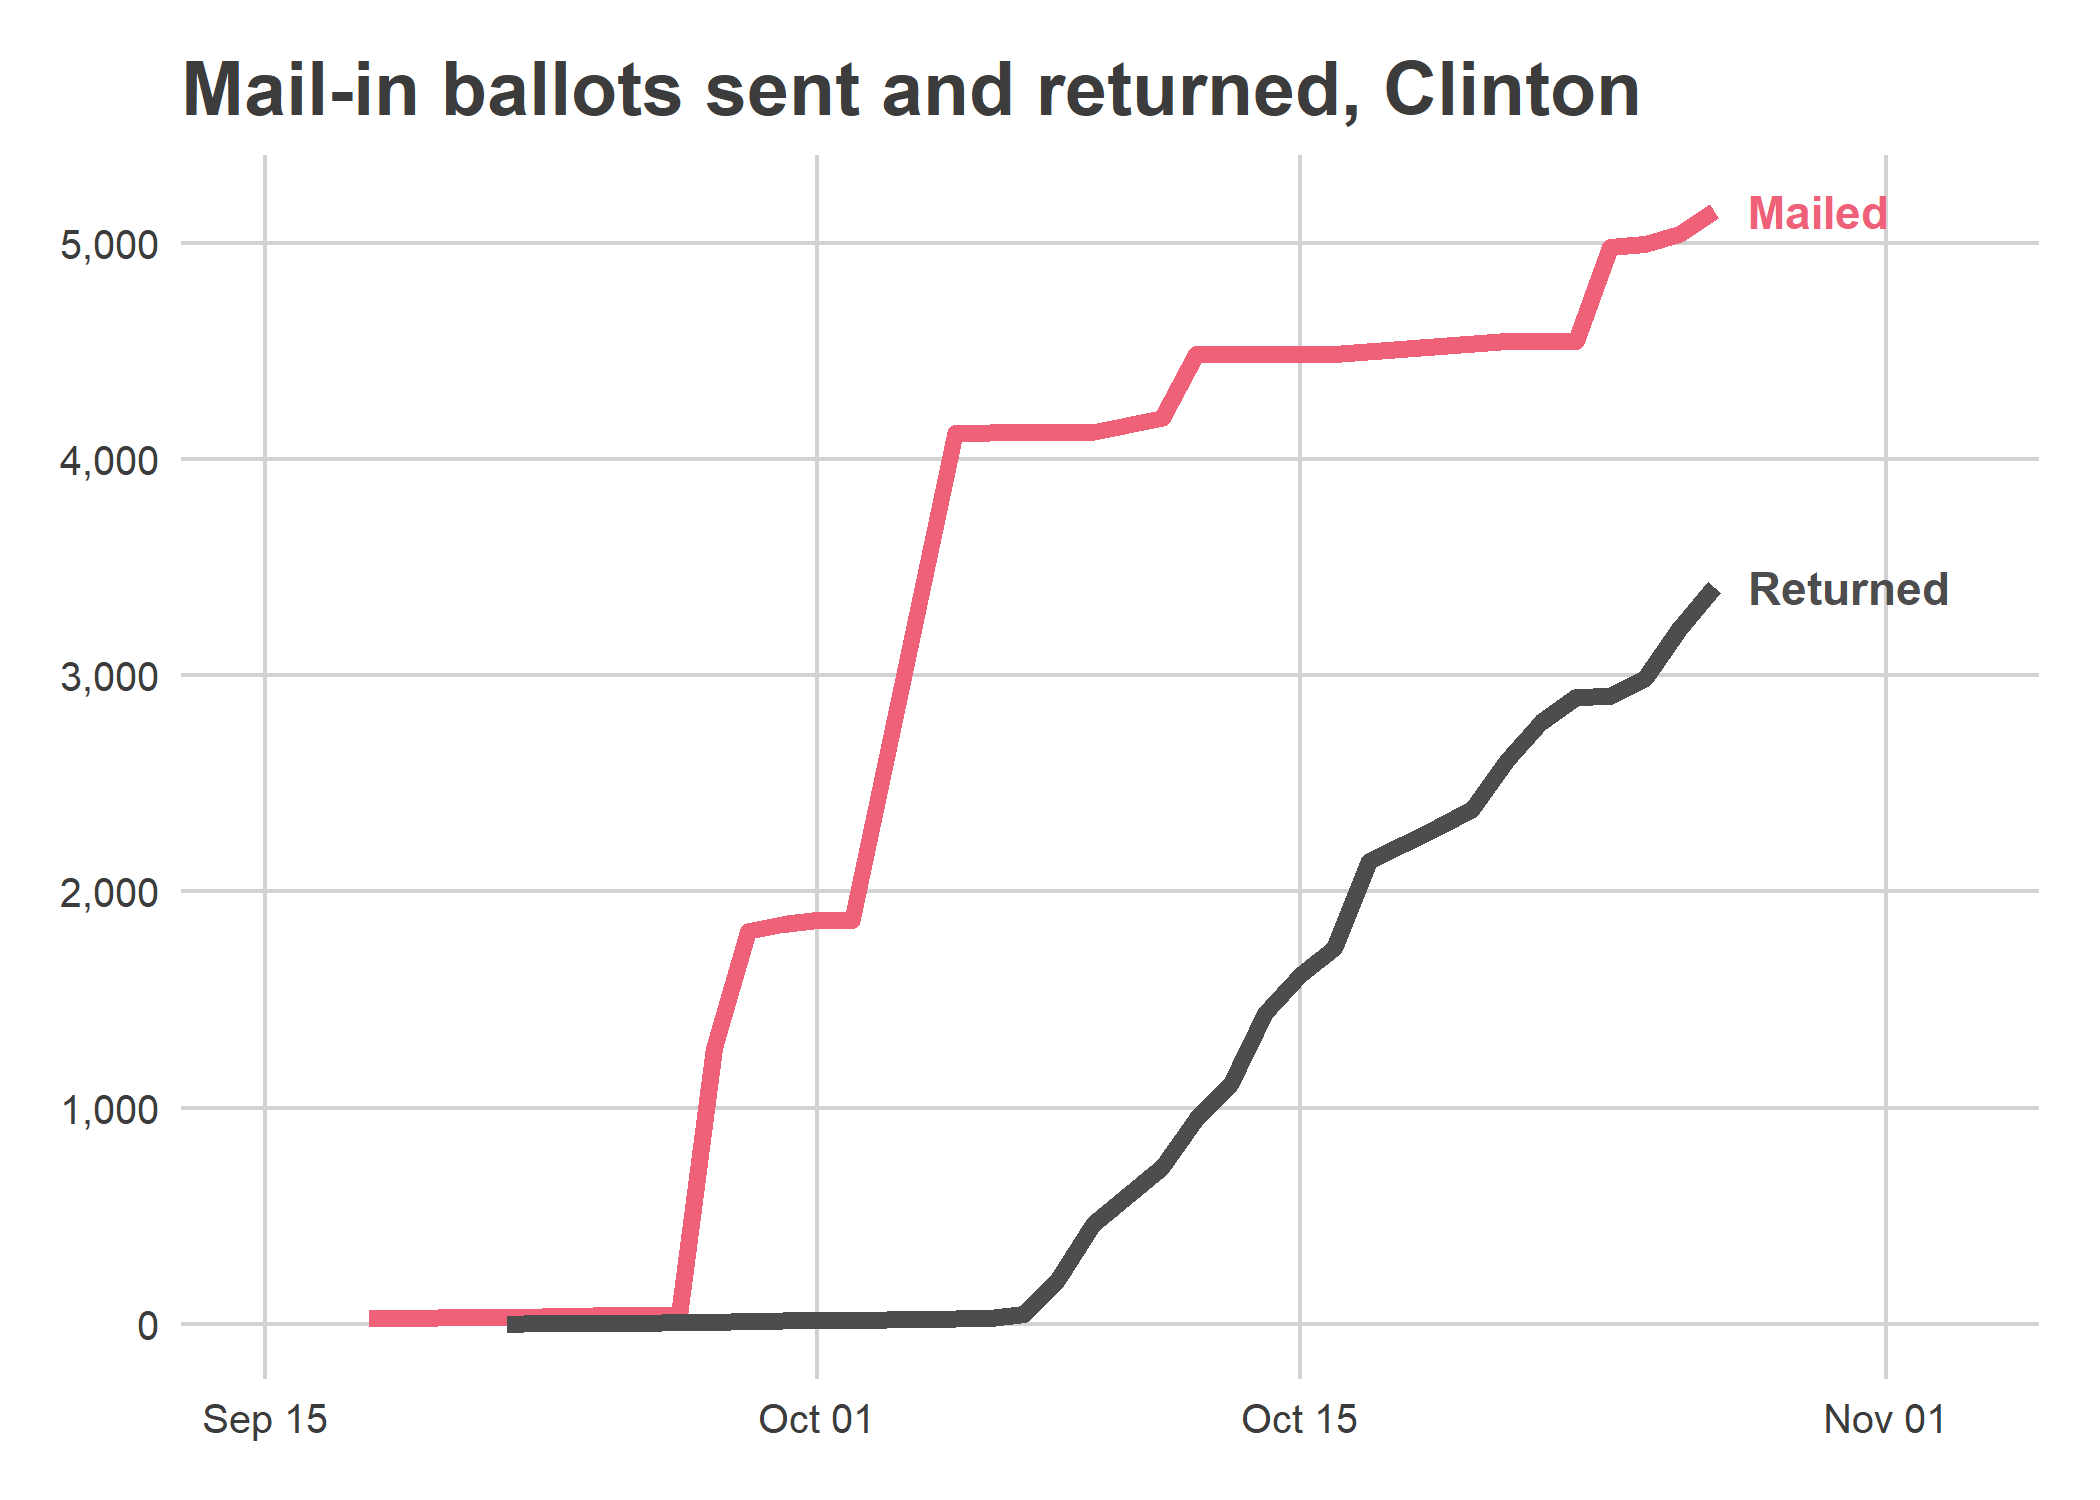 Mail-in ballots sent and returned, Clinton
Mailed
5,000
4,000
Returned
3,000
2,000
1,000
0
Sep 15
Oct 01
Oct 15
Nov 01